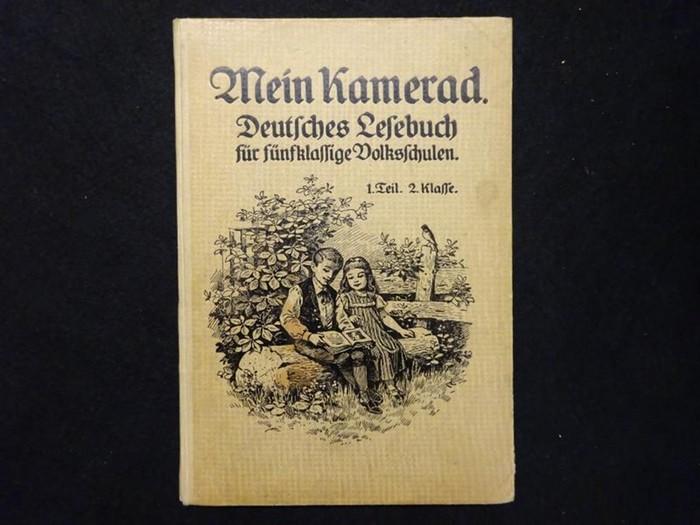 Mein Kamerad.
Deutſches Leſebuch
für fünfklaſſige Volksſchulen.
1. Teil. 2. Klaſſe.